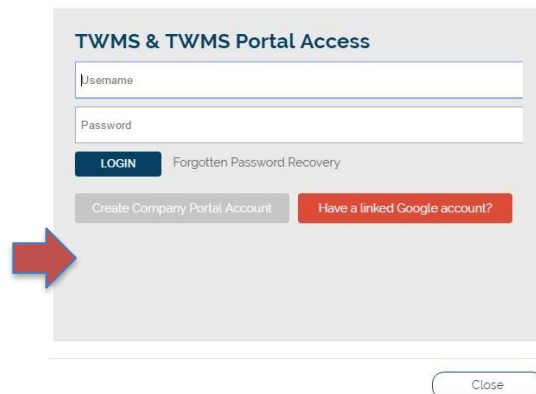 TWMS & TWMS Portal Access
Username
Password
LOGIN Forgotten Password Recovery
Create Company Portal Account Have a linked Google account?
Close